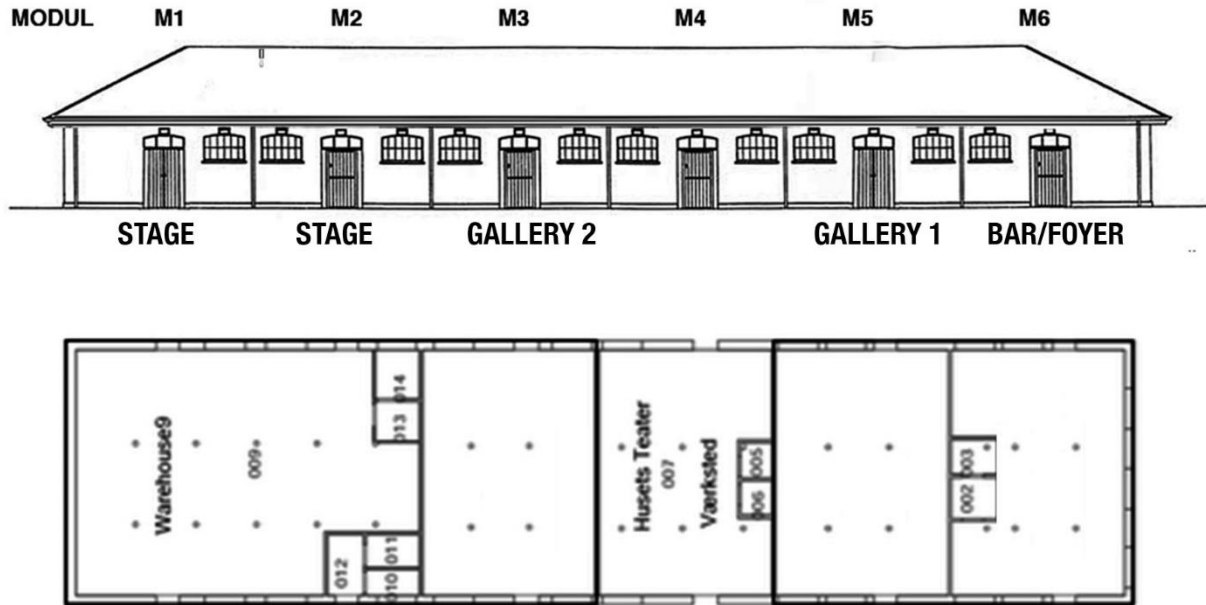 MODUL M1 M2 M3 M4 M5 M6
STAGE STAGE GALLERY 2 GALLERY 1 BAR/FOYER
Warehouse9
009
014
013
012
011
010
Husets Teater
007
Værksted
005
006
003
002